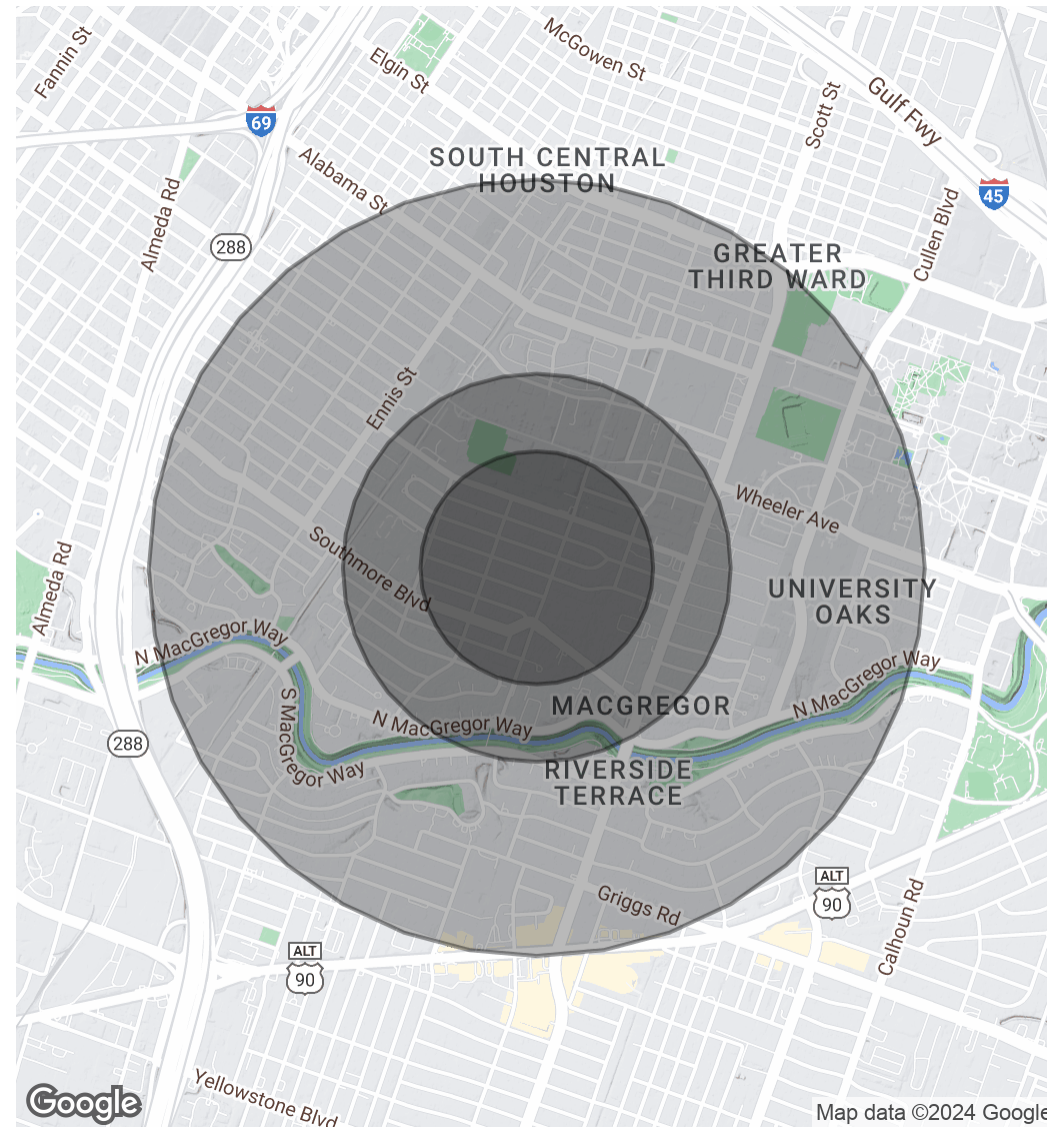 Fannin St
McGowen St
Elgin St
Gulf Fwy
Scott St
69
Alabama St
SOUTH CENTRAL
HOUSTON
45
Almeda Rd
Cullen Blvd
288
GREATER
THIRD WARD
Ennis St
Wheeler Ave
Southmore Blvd
Almeda Rd
UNIVERSITY
OAKS
N MacGregor Way
N MacGregor Way
S MacGregor Way
N MacGregor Way
MACGREGOR
288
RIVERSIDE
TERRACE
ALT
90
Griggs Rd
Calhoun Rd
ALT
90
Yellowstone Blvd
Google
Map data ©2024 Google